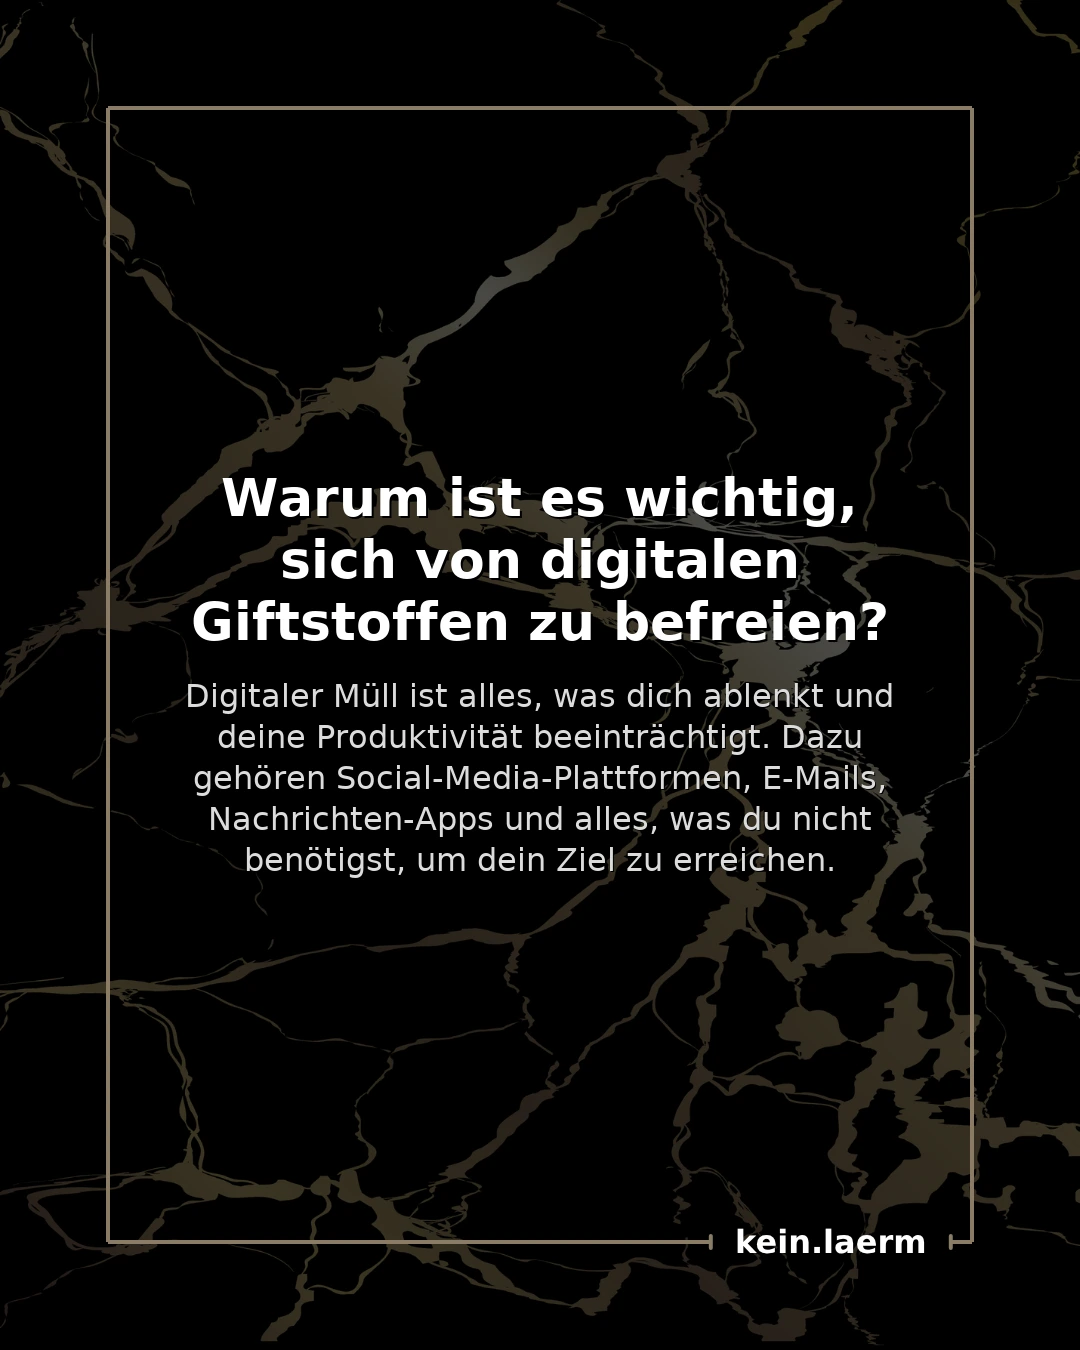 Warum ist es wichtig,
sich von digitalen
Giftstoffen zu befreien?
Digitaler Müll ist alles, was dich ablenkt und
deine Produktivität beeinträchtigt. Dazu
gehören Social-Media-Plattformen, E-Mails,
Nachrichten-Apps und alles, was du nicht
benötigst, um dein Ziel zu erreichen.
kein.laerm